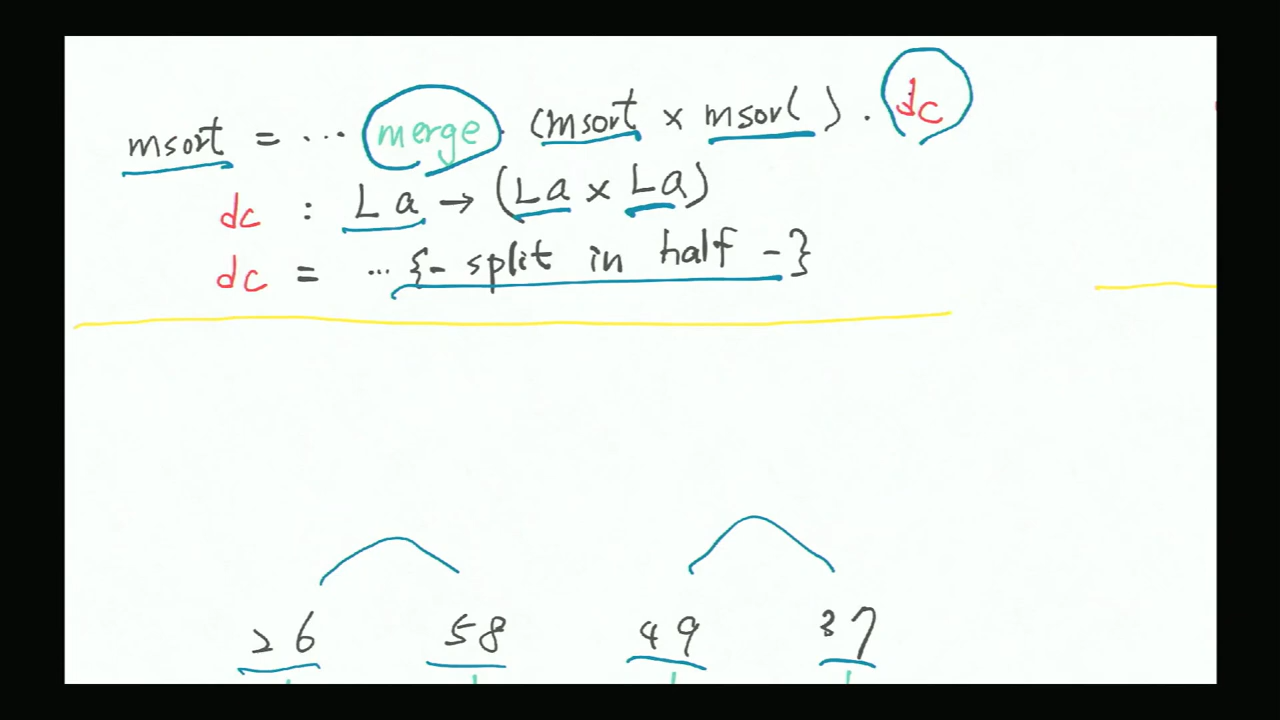 msort = ... merge . (msort × msort) . dc
dc : La → (La × La)
dc = ... {- split in half -}
26 58 49 37